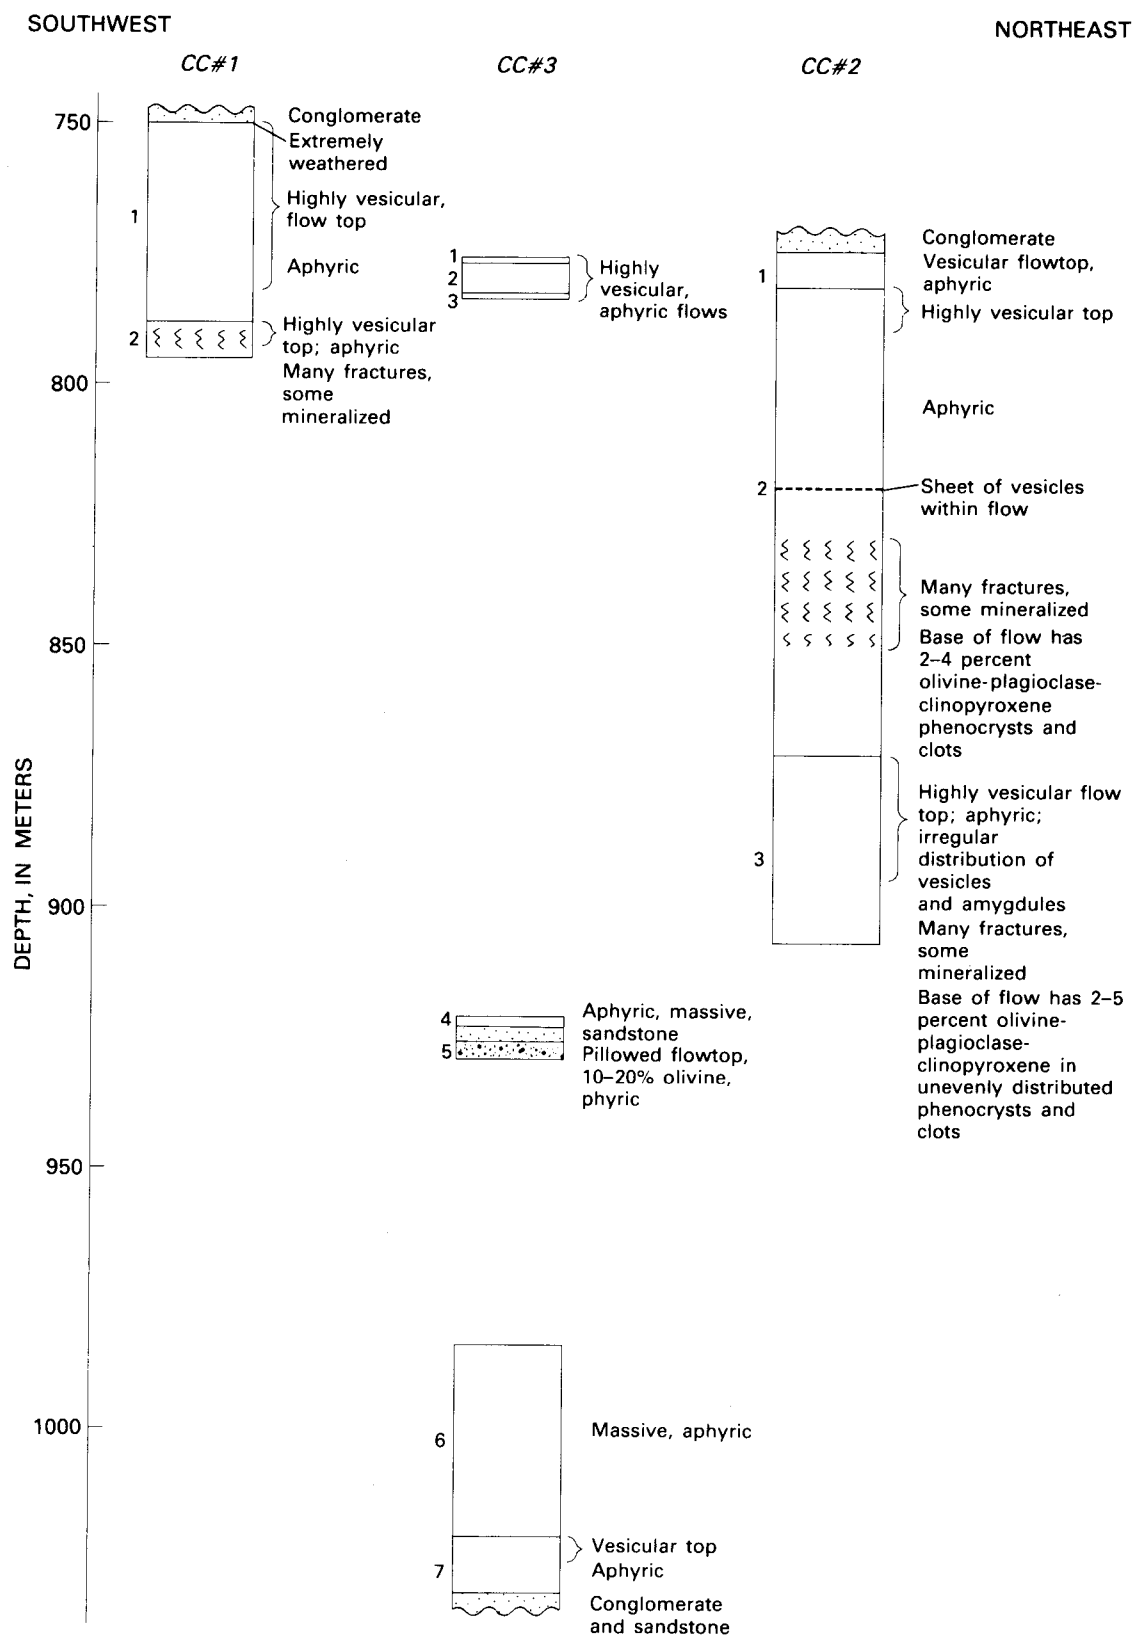 SOUTHWEST
NORTHEAST
CC#1
CC#3
CC#2
DEPTH, IN METERS
750
800
850
900
950
1000
1
2
Conglomerate
Extremely
weathered
Highly vesicular,
flow top
Aphyric
Highly vesicular
top; aphyric
Many fractures,
some
mineralized
1
2
3
Highly
vesicular,
aphyric flows
4
5
Aphyric, massive,
sandstone
Pillowed flowtop,
10–20% olivine,
phyric
6
Massive, aphyric
7
Vesicular top
Aphyric
Conglomerate
and sandstone
1
2
3
Conglomerate
Vesicular flowtop,
aphyric
Highly vesicular top
Aphyric
Sheet of vesicles
within flow
Many fractures,
some mineralized
Base of flow has
2–4 percent
olivine-plagioclase-
clinopyroxene
phenocrysts and
clots
Highly vesicular flow
top; aphyric;
irregular
distribution of
vesicles
and amygdules
Many fractures,
some
mineralized
Base of flow has 2–5
percent olivine-
plagioclase-
clinopyroxene in
unevenly distributed
phenocrysts and
clots